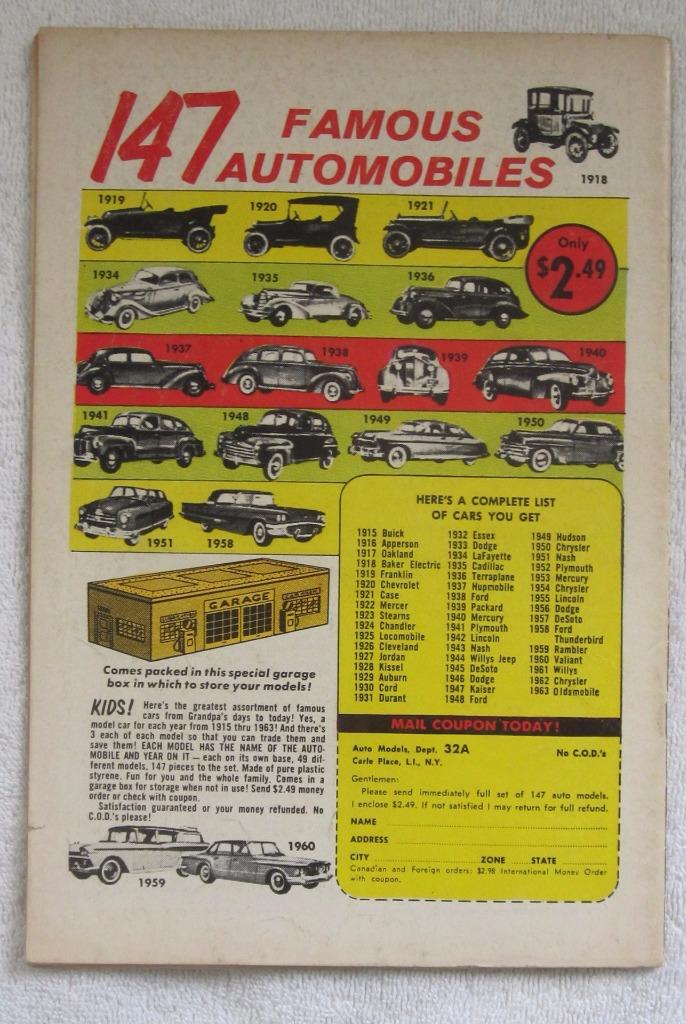 147 FAMOUS
AUTOMOBILES
1918
1919
1920
1921
Only
$2.49
1934
1935
1936
1937
1938
1939
1940
1941
1948
1949
1950
1951
1958
GARAGE
Comes packed in this special garage
box in which to store your models!
KIDS! Here's the greatest assortment of famous
cars from Grandpa's days to today! Yes, a
model car for each year from 1915 thru 1963! And there's
3 each of each model so that you can trade them and
save them! EACH MODEL HAS THE NAME OF THE AUTO-
MOBILE AND YEAR ON IT — each on its own base, 49 dif-
ferent models, 147 pieces to the set. Made of pure plastic
styrene. Fun for you and the whole family. Comes in a
garage box for storage when not in use! Send $2.49 money
order or check with coupon.
Satisfaction guaranteed or your money refunded. No
C.O.D.'s please!
1959
1960
HERE'S A COMPLETE LIST
OF CARS YOU GET
1915 Buick
1916 Apperson
1917 Oakland
1918 Baker Electric
1919 Franklin
1920 Chevrolet
1921 Case
1922 Mercer
1923 Stearns
1924 Chandler
1925 Locomobile
1926 Cleveland
1927 Jordan
1928 Kissel
1929 Auburn
1930 Cord
1931 Durant
1932 Essex
1933 Dodge
1934 LaFayette
1935 Cadillac
1936 Terraplane
1937 Hupmobile
1938 Ford
1939 Packard
1940 Mercury
1941 Plymouth
1942 Lincoln
1943 Nash
1944 Willys Jeep
1945 DeSoto
1946 Dodge
1947 Kaiser
1948 Ford
1949 Hudson
1950 Chrysler
1951 Nash
1952 Plymouth
1953 Mercury
1954 Chrysler
1955 Lincoln
1956 Dodge
1957 DeSoto
1958 Ford
Thunderbird
1959 Rambler
1960 Valiant
1961 Willys
1962 Chrysler
1963 Oldsmobile
MAIL COUPON TODAY!
Auto Models, Dept. 32A No C.O.D.'s
Carle Place, L.I., N.Y.
Gentlemen:
Please send immediately full set of 147 auto models.
I enclose $2.49. If not satisfied I may return for full refund.
NAME
ADDRESS
CITY ZONE STATE
Canadian and Foreign orders: $2.98 International Money Order
with coupon.